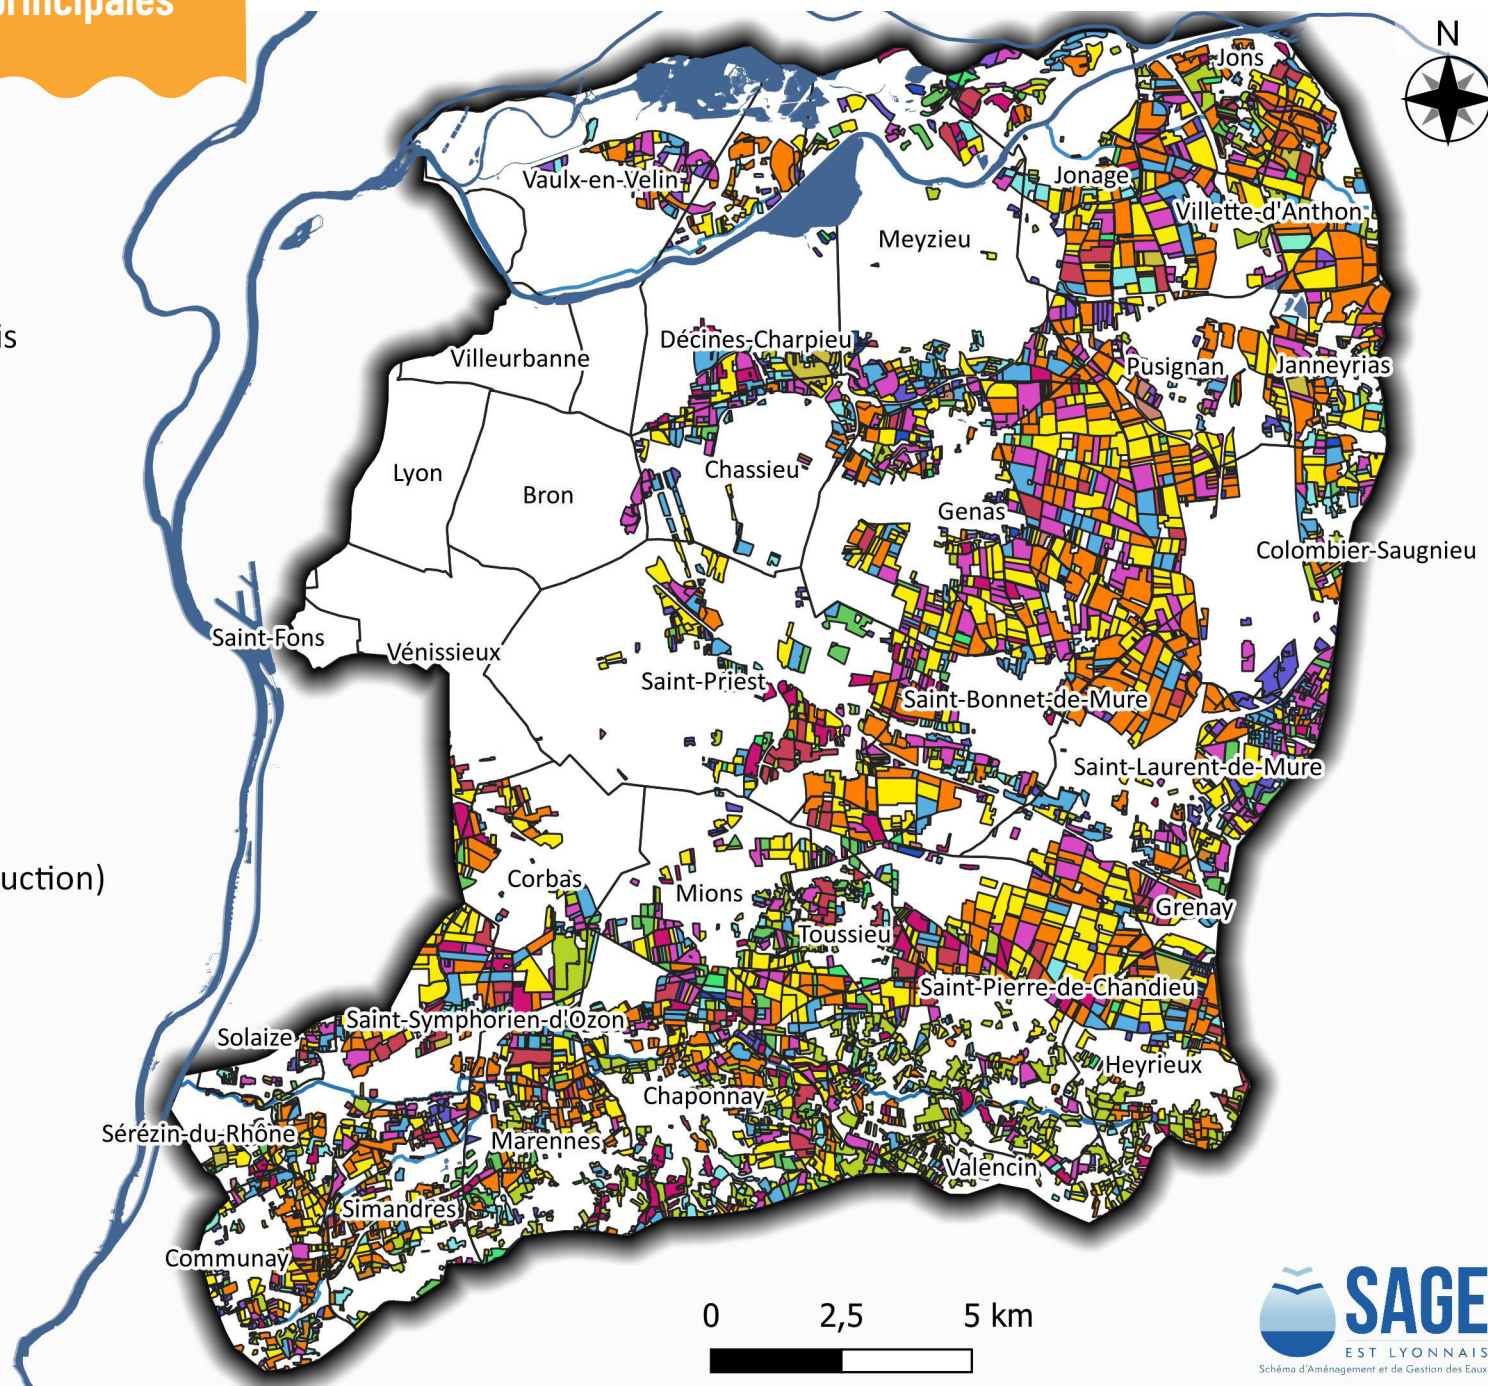 principales
N
Jons
Vaulx-en-Velin
Jonage
Villette-d'Anthon
Meyzieu
is
Villeurbanne
Décines-Charpieu
Pusignan
Janneyrias
Lyon
Bron
Chassieu
Genas
Colombier-Saugnieu
Saint-Fons
Vénissieux
Saint-Priest
Saint-Bonnet-de-Mure
Saint-Laurent-de-Mure
uction)
Corbas
Mions
Grenay
Toussieu
Saint-Pierre-de-Chandieu
Solaize
Saint-Symphorien-d'Ozon
Heyrieux
Chaponnay
Sérézin-du-Rhône
Marennes
Valencin
Simandres
Communay
0 2,5 5 km
SAGE
EST LYONNAIS
Schéma d'Aménagement et de Gestion des Eaux